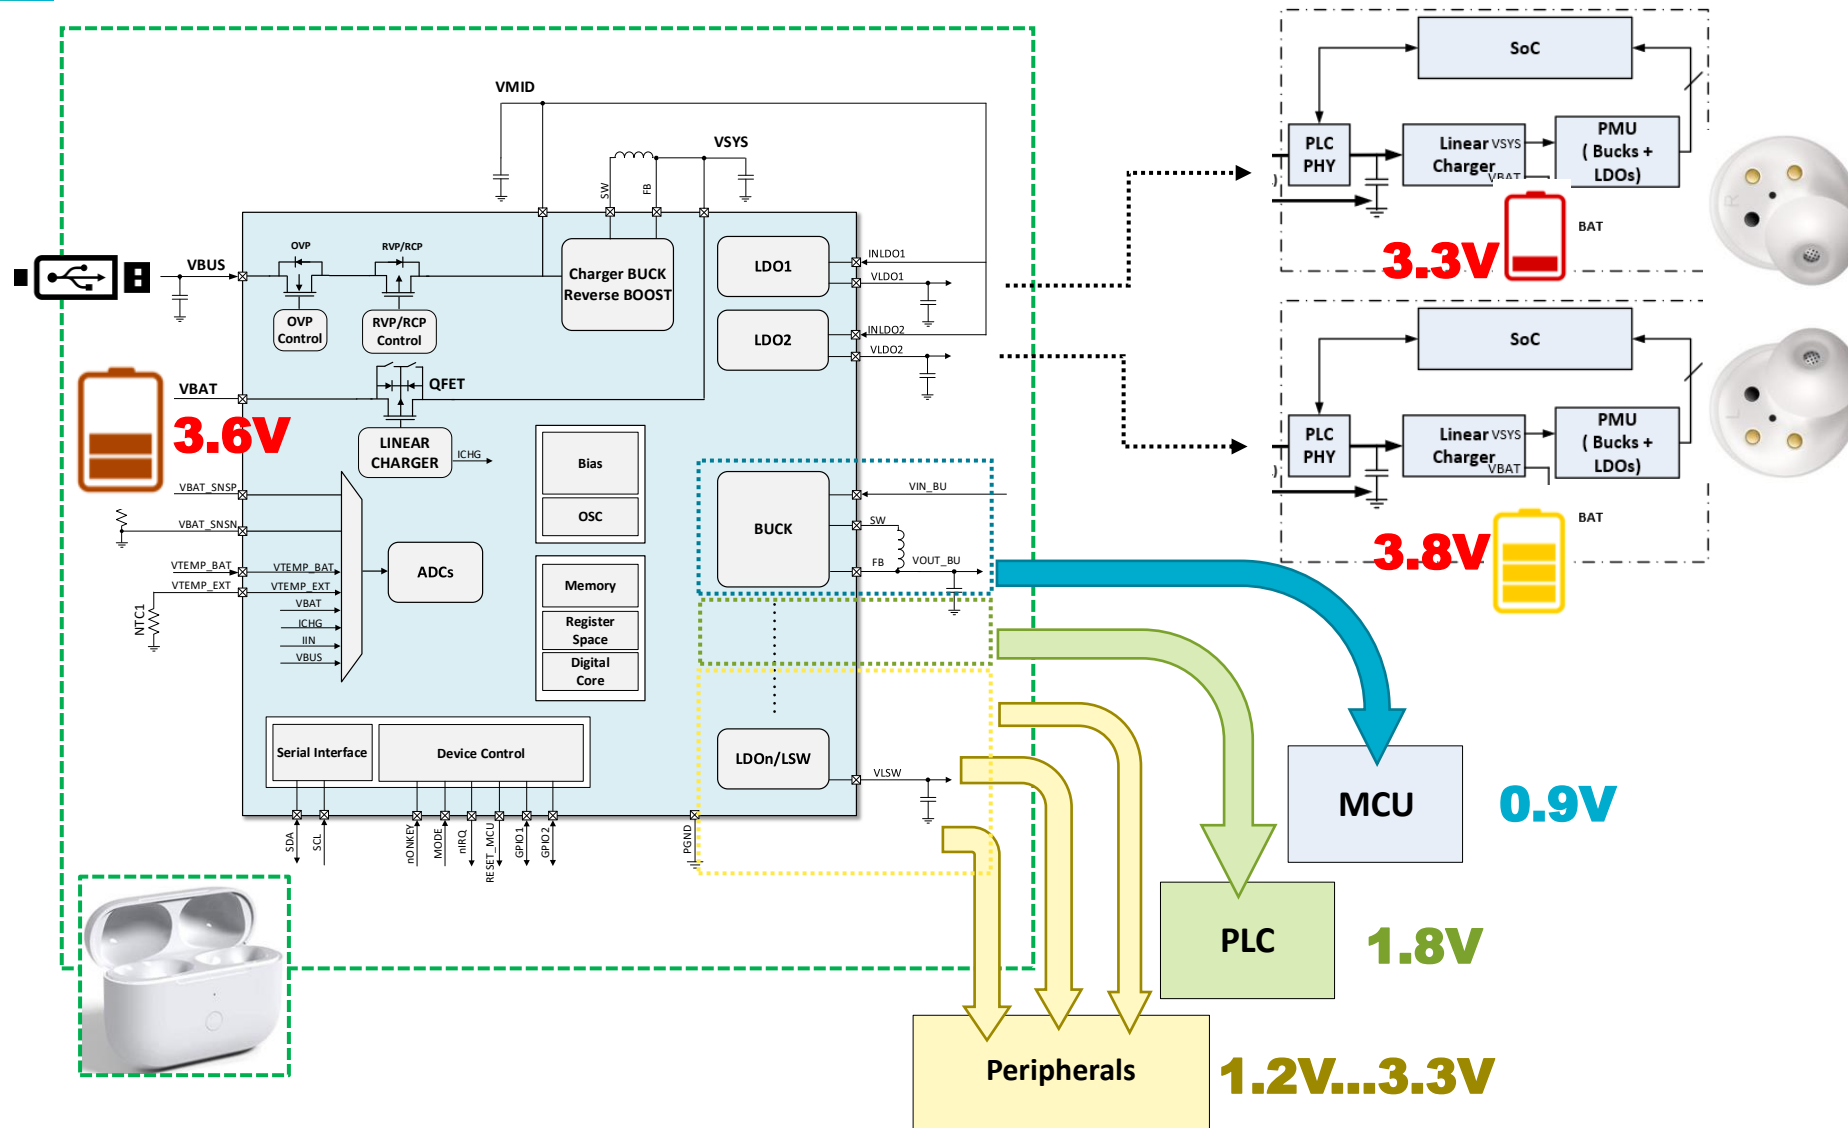 VMID
VSYS
SW
FB
OVP
RVP/RCP
VBUS
OVP
Control
RVP/RCP
Control
Charger BUCK
Reverse BOOST
LDO1
INLDO1
VLDO1
LDO2
INLDO2
VLDO2
VBAT
QFET
3.6V
LINEAR
CHARGER
ICHG
VBAT_SNSP
VBAT_SNSN
VTEMP_BAT
VTEMP_BAT
VTEMP_EXT
VTEMP_EXT
VBAT
ICHG
IIN
VBUS
NTC1
ADCs
Bias
OSC
Memory
Register
Space
Digital
Core
BUCK
VIN_BU
SW
FB
VOUT_BU
LDOn/LSW
VLSW
Serial Interface
Device Control
SDA
SCL
nONKEY
MODE
nIRQ
RESET_MCU
GPIO1
GPIO2
PGND
SoC
PLC
PHY
Linear
Charger
VSYS
VBAT
PMU
( Bucks +
LDOs)
BAT
3.3V
R
SoC
PLC
PHY
Linear
Charger
VSYS
VBAT
PMU
( Bucks +
LDOs)
BAT
3.8V
L
MCU
0.9V
PLC
1.8V
Peripherals
1.2V...3.3V